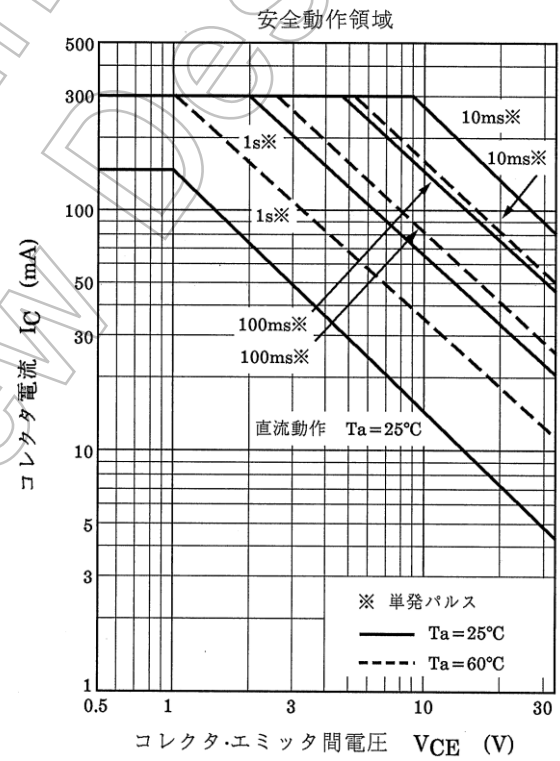 安全動作領域
500
300
100
50
30
10
5
3
1
コレクタ電流 IC (mA)
10ms※
10ms※
1s※
1s※
100ms※
100ms※
直流動作 Ta=25℃
※ 単発パルス
Ta=25℃
Ta=60℃
0.5 1 3 10 30
コレクタ・エミッタ間電圧 VCE (V)